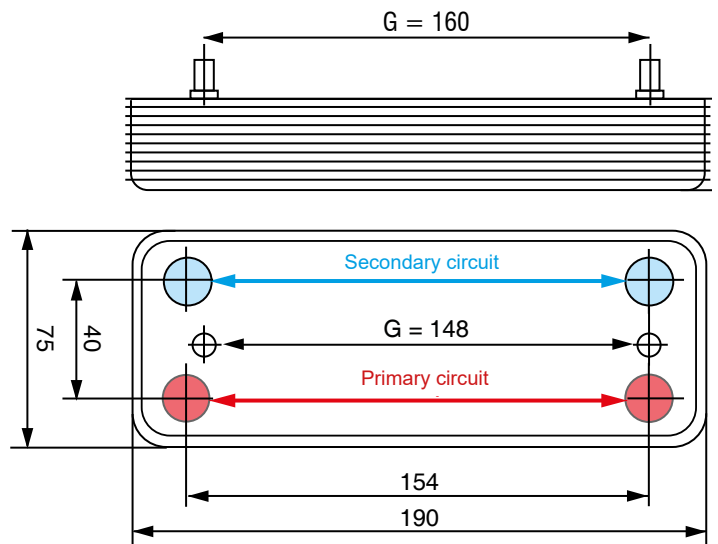 G = 160
Secondary circuit
G = 148
Primary circuit
75
40
154
190